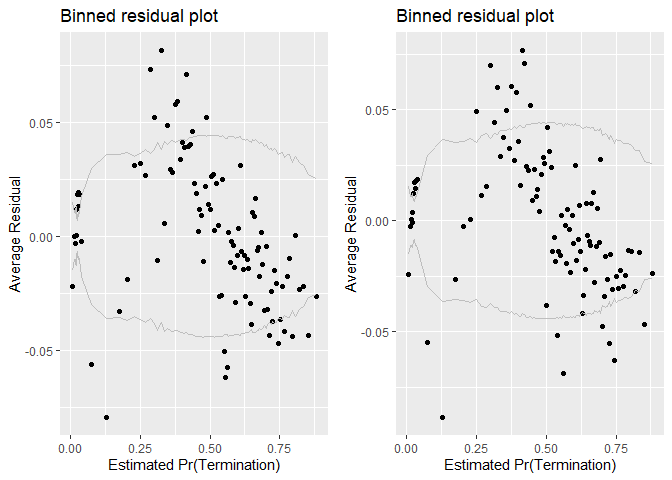 Binned residual plot
Average Residual
0.05
0.00
-0.05
0.00
0.25
0.50
0.75
Estimated Pr(Termination)
Binned residual plot
Average Residual
0.05
0.00
-0.05
0.00
0.25
0.50
0.75
Estimated Pr(Termination)